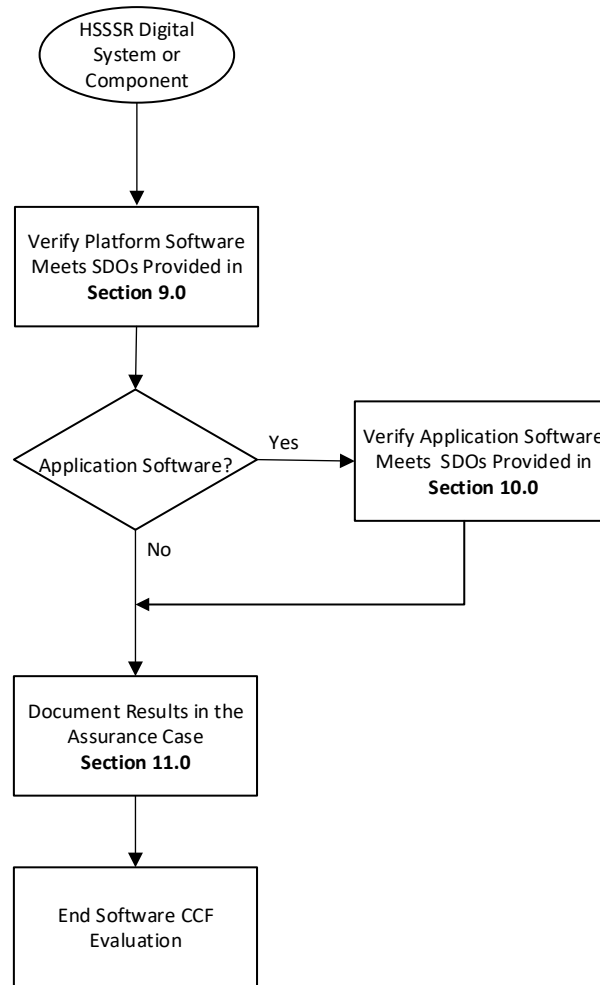 HSSSR Digital
System or
Component
Verify Platform Software
Meets SDOs Provided in
Section 9.0
Application Software?
Yes
Verify Application Software
Meets SDOs Provided in
Section 10.0
No
Document Results in the
Assurance Case
Section 11.0
End Software CCF
Evaluation